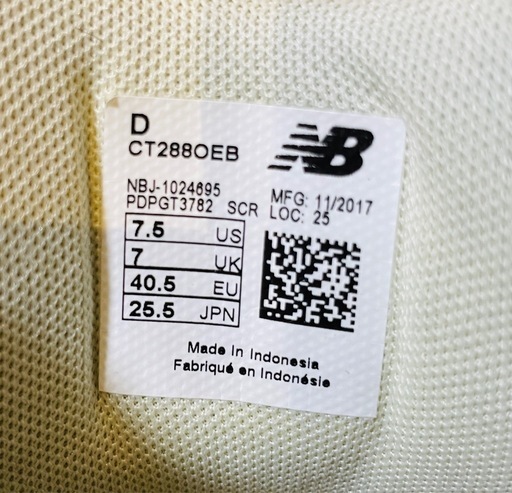 D
CT288OEB
NB
NBJ-1024695
PDPGT3782 SCR
MFG: 11/2017
LOC: 25
7.5 US
7 UK
40.5 EU
25.5 JPN
Made In Indonesia
Fabriqué en Indonésie